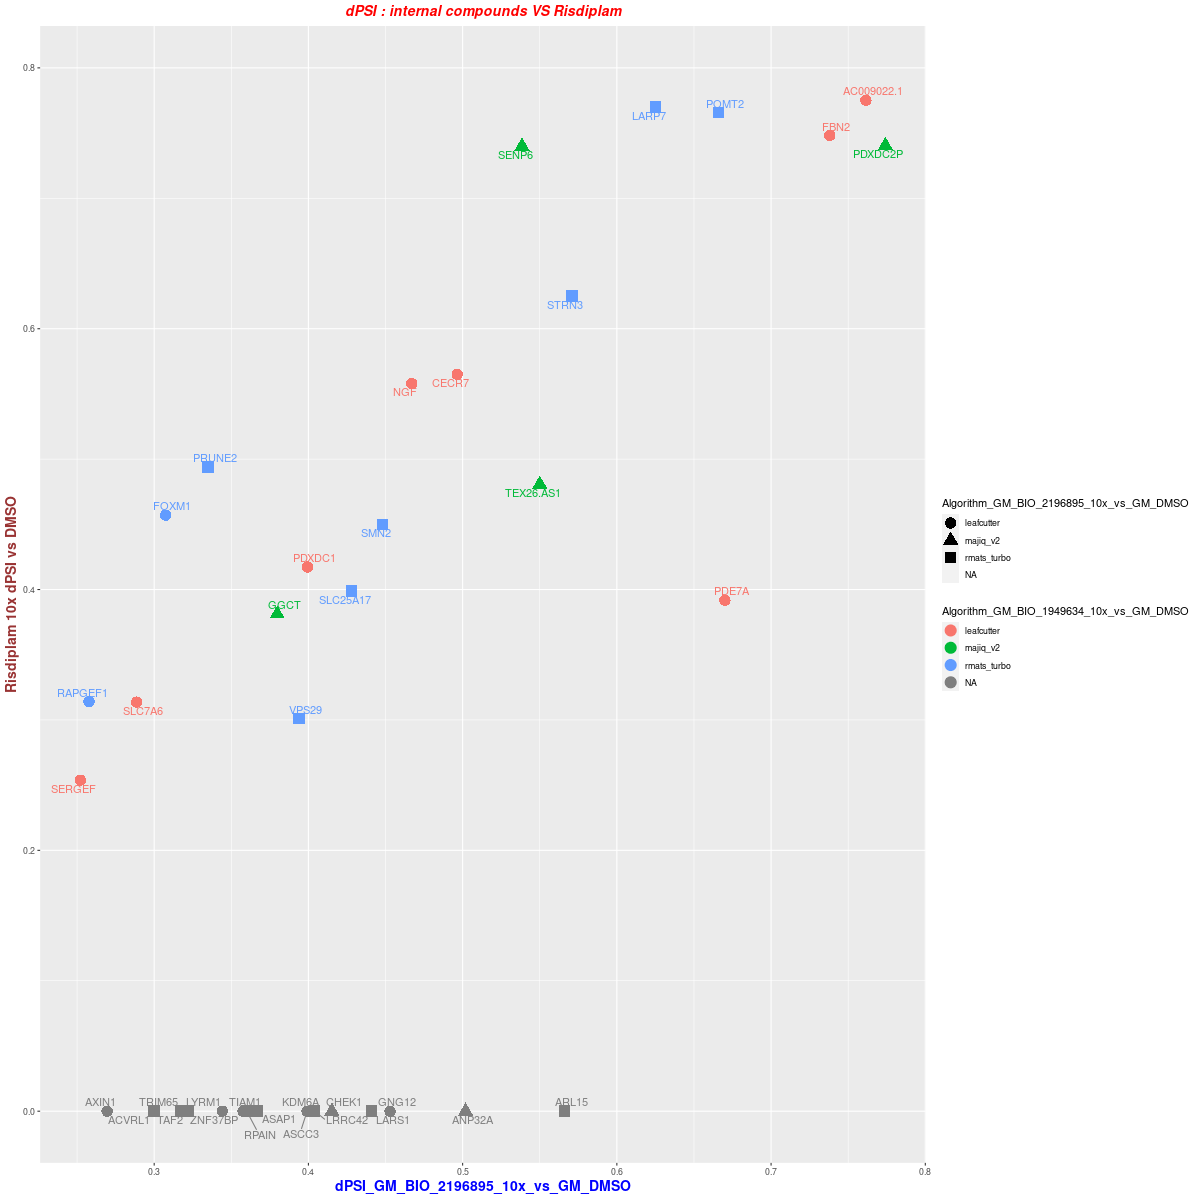 dPSI : internal compounds VS Risdiplam
Risdiplam 10x dPSI vs DMSO
0.8
0.6
0.4
0.2
0.0
AC009022.1
LARP7
POMT2
FBN2
SENP6
PDXDC2P
STRN3
NGF
CECR7
PRUNE2
TEX26.AS1
FOXM1
SMN2
PDXDC1
SLC25A17
PDE7A
GGCT
RAPGEF1
SLC7A6
VPS29
SERGEF
AXIN1
TRIM65
LYRM1
TIAM1
KDM6A
CHEK1
GNG12
ARL15
ACVRL1
TAF2
ZNF37BP
ASAP1
LRRC42
LARS1
ANP32A
RPAIN
ASCC3
0.3
0.4
0.5
0.6
0.7
0.8
dPSI_GM_BIO_2196895_10x_vs_GM_DMSO
Algorithm_GM_BIO_2196895_10x_vs_GM_DMSO
leafcutter
majiq_v2
rmats_turbo
NA
Algorithm_GM_BIO_1949634_10x_vs_GM_DMSO
leafcutter
majiq_v2
rmats_turbo
NA